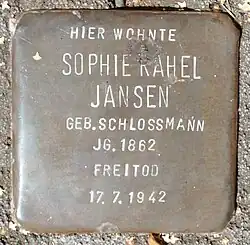 HIER WOHNTE
SOPHIE RAHEL
JANSEN
GEB. SCHLOSSMANN
JG. 1862
FREITOD
17. 7. 1942